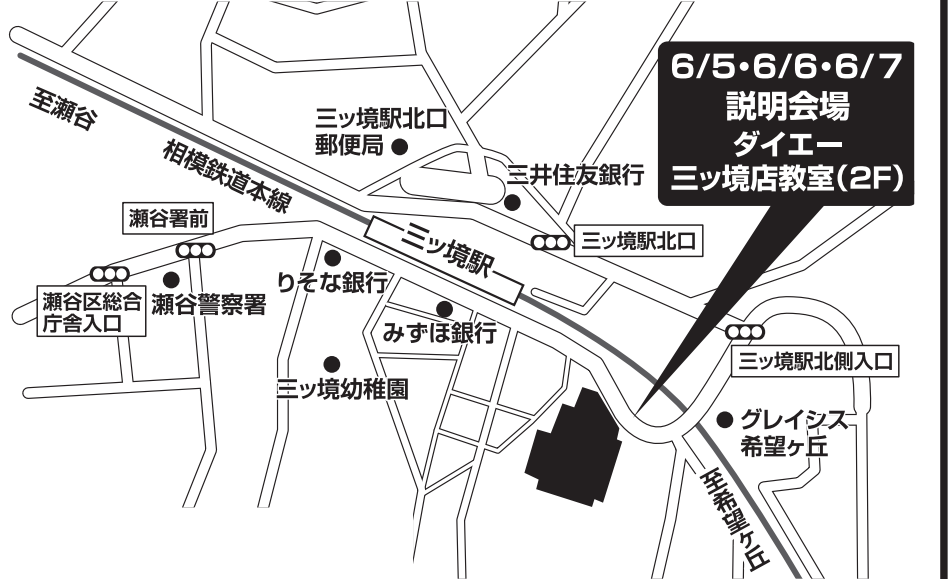 6/5•6/6•6/7
説明会場
ダイエー
三ッ境店教室(2F)
至瀬谷
相模鉄道本線
三ッ境駅北口
郵便局
三井住友銀行
瀬谷署前
三ッ境駅
三ッ境駅北口
瀬谷区総合
庁舎入口
瀬谷警察署
りそな銀行
みずほ銀行
三ッ境駅北側入口
三ッ境幼稚園
グレイシス
希望ヶ丘
至希望ヶ丘